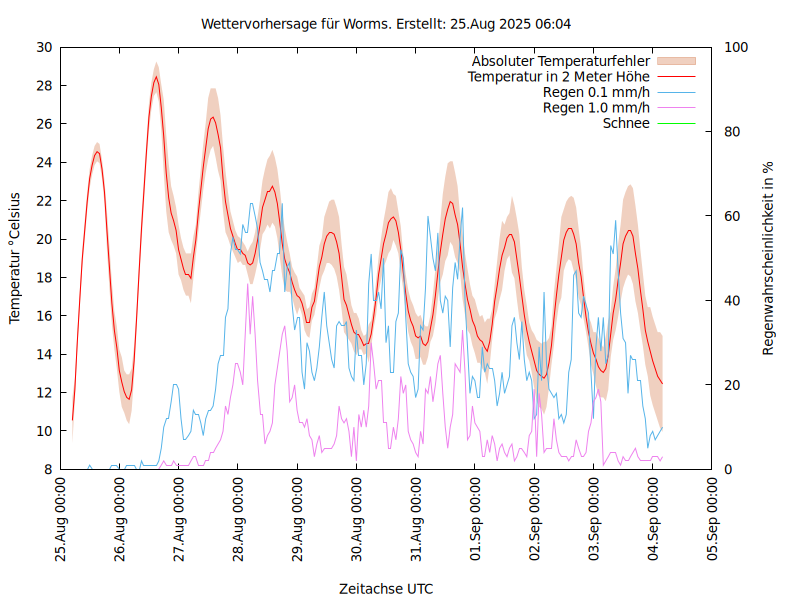 Wettervorhersage für Worms. Erstellt: 25.Aug 2025 06:04
Absoluter Temperaturfehler
Temperatur in 2 Meter Höhe
Regen 0.1 mm/h
Regen 1.0 mm/h
Schnee
Temperatur °Celsius
30
28
26
24
22
20
18
16
14
12
10
8
100
80
60
40
20
0
Regenwahrscheinlichkeit in %
25.Aug 00:00
26.Aug 00:00
27.Aug 00:00
28.Aug 00:00
29.Aug 00:00
30.Aug 00:00
31.Aug 00:00
01.Sep 00:00
02.Sep 00:00
03.Sep 00:00
04.Sep 00:00
05.Sep 00:00
Zeitachse UTC